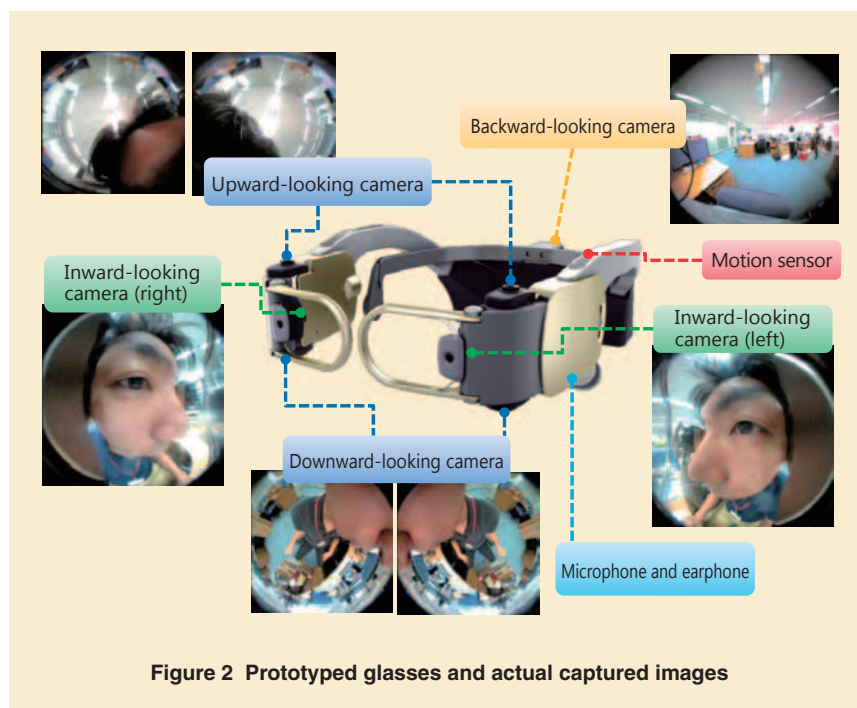 Backward-looking camera
Upward-looking camera
Motion sensor
Inward-looking
camera (right)
Inward-looking
camera (left)
Downward-looking camera
Microphone and earphone
Figure 2 Prototyped glasses and actual captured images